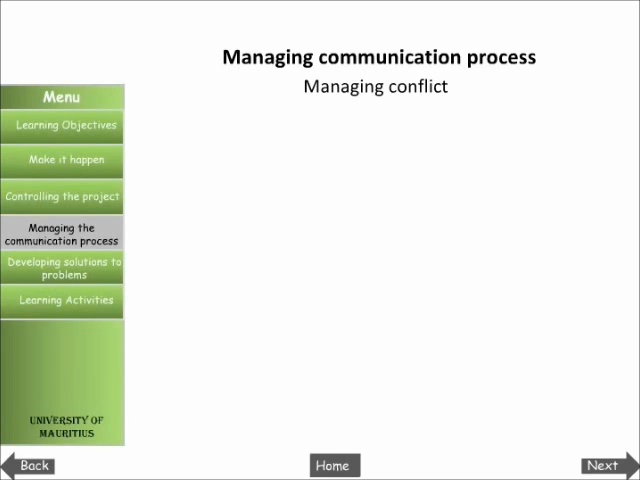 Managing communication process
Managing conflict
Menu
Learning Objectives
Make it happen
Controlling the project
Managing the
communication process
Developing solutions to
problems
Learning Activities
UNIVERSITY OF
MAURITIUS
Back
Home
Next